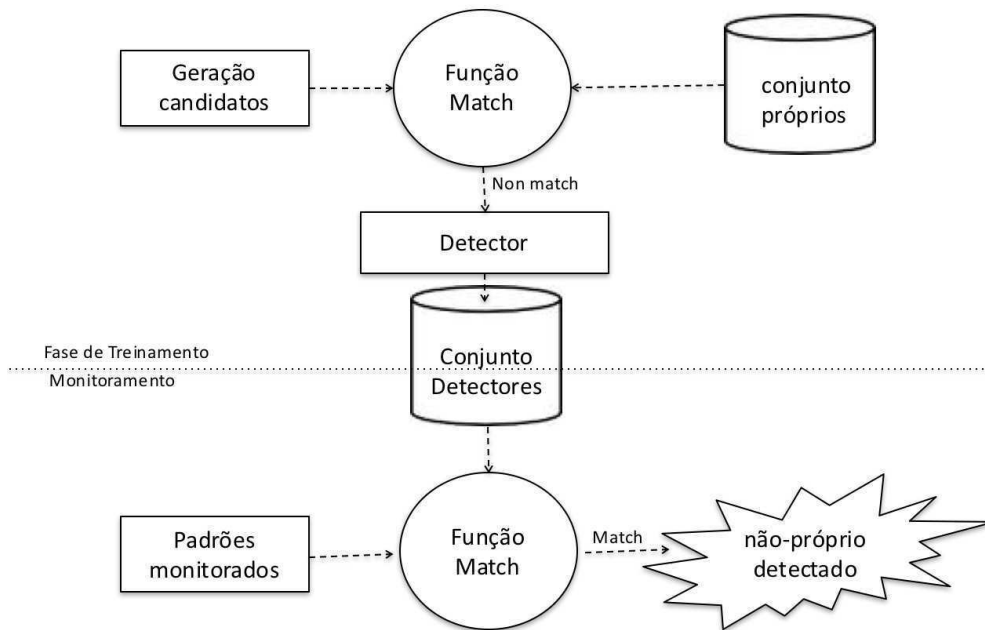 Geração
candidatos
Função
Match
conjunto
próprios
Non match
Detector
Fase de Treinamento
Monitoramento
Conjunto
Detectores
Padrões
monitorados
Função
Match
Match
não-próprio
detectado